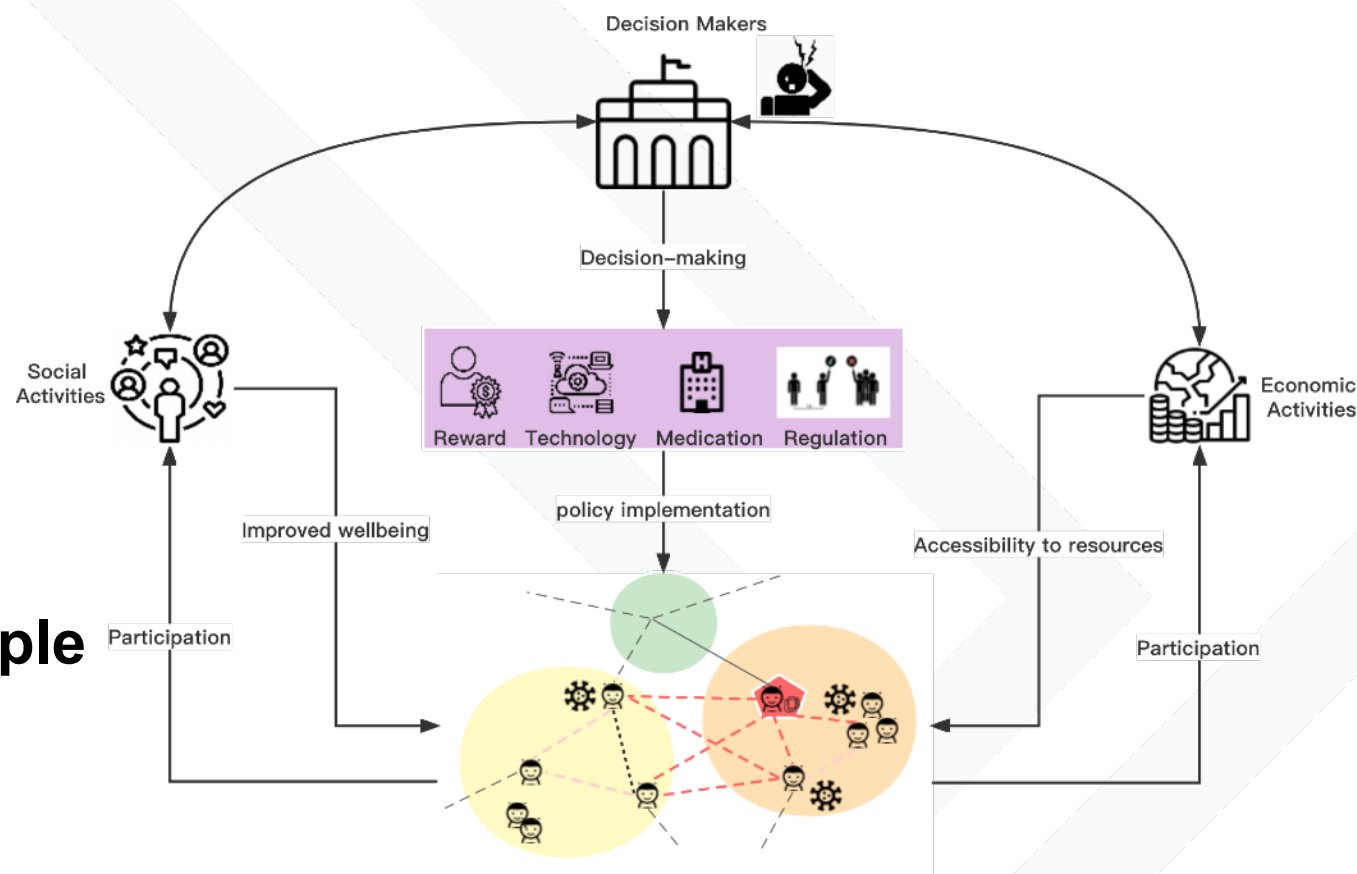 Decision Makers
Decision-making
Social
Activities
Economic
Activities
Reward Technology Medication Regulation
policy implementation
Improved wellbeing
Accessibility to resources
ple
Participation
Participation